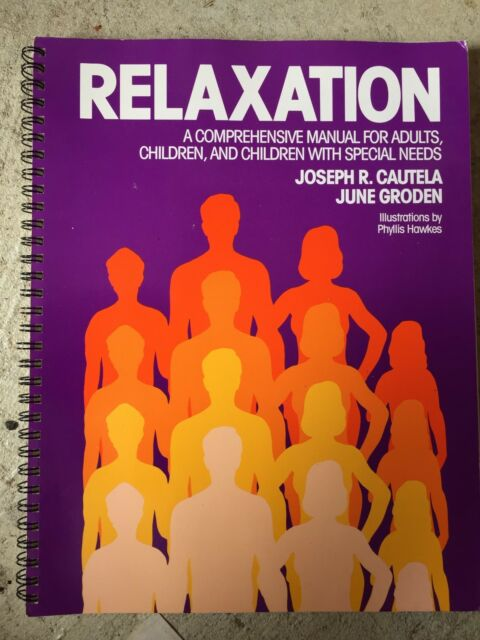 RELAXATION
A COMPREHENSIVE MANUAL FOR ADULTS,
CHILDREN, AND CHILDREN WITH SPECIAL NEEDS
JOSEPH R. CAUTELA
JUNE GRODEN
Illustrations by
Phyllis Hawkes